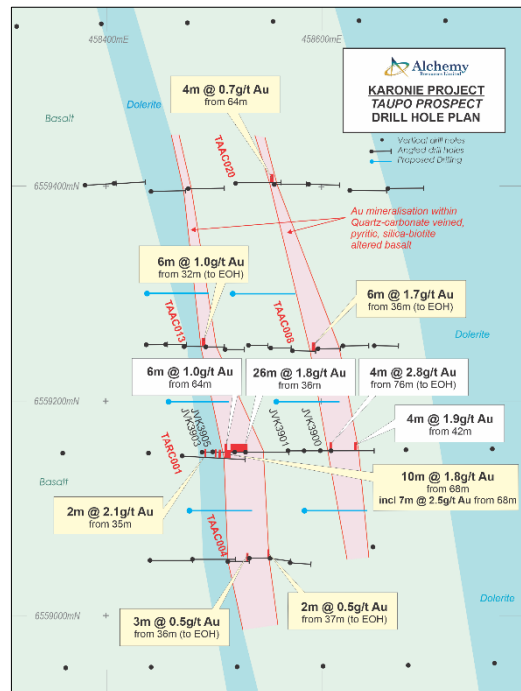 458400mE
458600mE
Alchemy
Resources Limited
KARONIE PROJECT
TAUPO PROSPECT
DRILL HOLE PLAN
Vertical drill holes
Angled drill holes
Proposed Drilling
4m @ 0.7g/t Au
from 64m
Dolerite
Basalt
TAAC020
6559400mN
Au mineralisation within
Quartz-carbonate veined,
pyritic, silica-biotite
altered basalt
6m @ 1.0g/t Au
from 32m (to EOH)
TAAC013
TAAC008
6m @ 1.7g/t Au
from 36m (to EOH)
Dolerite
6m @ 1.0g/t Au
from 64m
26m @ 1.8g/t Au
from 36m
4m @ 2.8g/t Au
from 76m (to EOH)
6559200mN
4m @ 1.9g/t Au
from 42m
JVK3903
JVK3905
JVK3901
JVK3900
TARC001
Basalt
10m @ 1.8g/t Au
from 68m
incl 7m @ 2.5g/t Au from 68m
2m @ 2.1g/t Au
from 35m
TAAC004
Dolerite
6559000mN
3m @ 0.5g/t Au
from 36m (to EOH)
2m @ 0.5g/t Au
from 37m (to EOH)